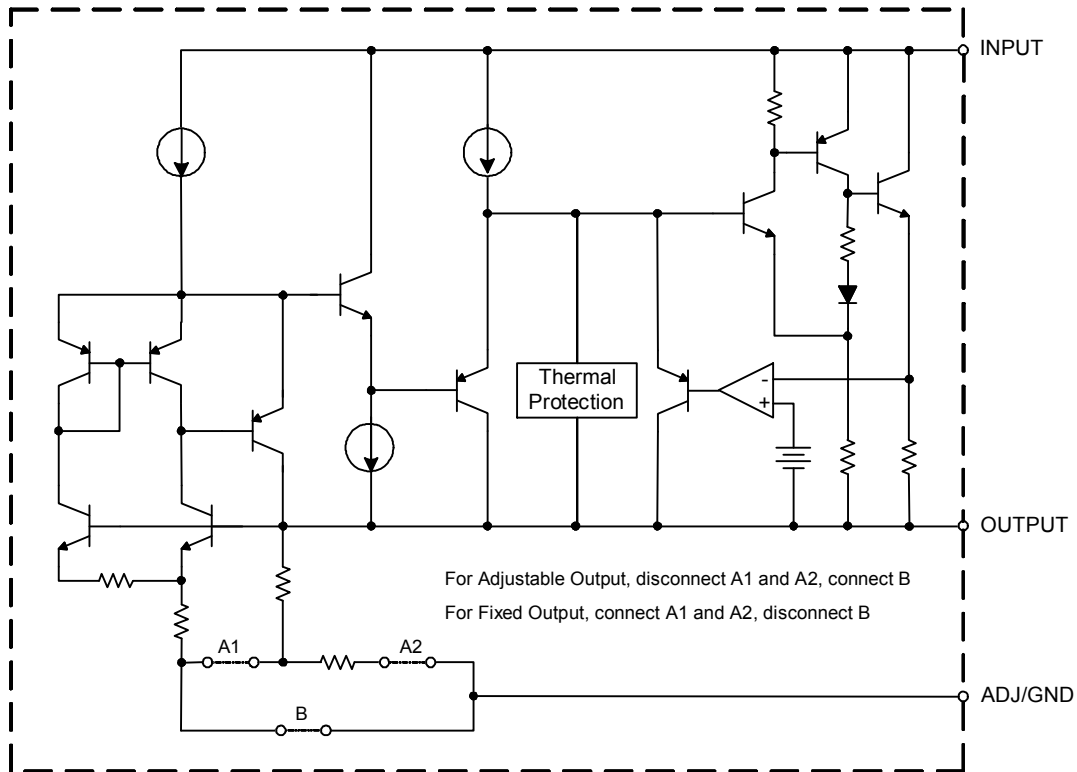 INPUT
Thermal
Protection
-
+
OUTPUT
For Adjustable Output, disconnect A1 and A2, connect B
For Fixed Output, connect A1 and A2, disconnect B
A1
A2
ADJ/GND
B